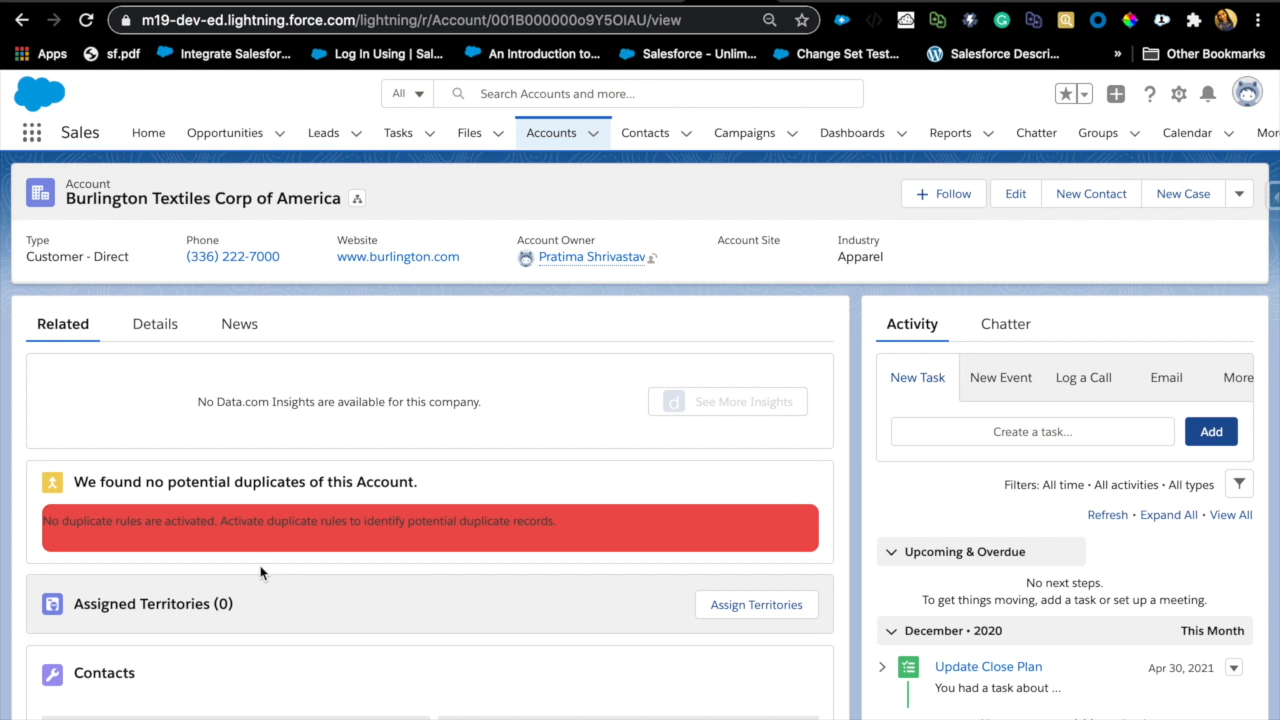 m19-dev-ed.lightning.force.com/lightning/r/Account/001B000000o9Y5OIAU/view
Apps sf.pdf Integrate Salesfor... Log In Using | Sal... An Introduction to... Salesforce - Unlim... Change Set Test... Salesforce Descri... » Other Bookmarks
All Search Accounts and more...
Sales Home Opportunities Leads Tasks Files Accounts Contacts Campaigns Dashboards Reports Chatter Groups Calendar Mor
Account
Burlington Textiles Corp of America
+ Follow Edit New Contact New Case
Type Phone Website Account Owner Account Site Industry
Customer - Direct (336) 222-7000 www.burlington.com Pratima Shrivastav Apparel
Related Details News
No Data.com Insights are available for this company. d See More Insights
We found no potential duplicates of this Account.
No duplicate rules are activated. Activate duplicate rules to identify potential duplicate records.
Assigned Territories (0) Assign Territories
Contacts
Activity Chatter
New Task New Event Log a Call Email More
Create a task... Add
Filters: All time • All activities • All types
Refresh • Expand All • View All
Upcoming & Overdue
No next steps.
To get things moving, add a task or set up a meeting.
December • 2020 This Month
Update Close Plan Apr 30, 2021
You had a task about ...